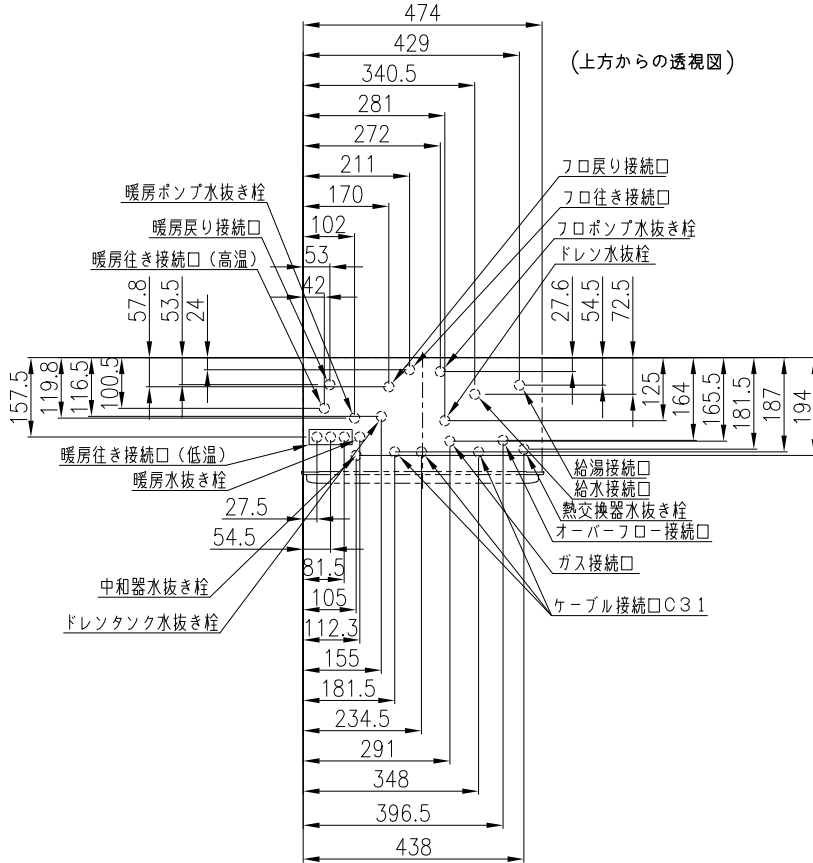 474
429
(上方からの透視図)
340.5
281
272
フロ戻り接続口
211
フロ往き接続口
暖房ポンプ水抜き栓
170
フロポンプ水抜き栓
暖房戻り接続口
102
ドレン水抜栓
暖房往き接続口(高温)
53
42
57.8
53.5
24
27.6
54.5
72.5
157.5
119.8
116.5
100.5
125
164
165.5
181.5
187
194
暖房往き接続口(低温)
給湯接続口
暖房水抜き栓
給水接続口
27.5
熱交換器水抜き栓
54.5
オーバーフロー接続口
81.5
ガス接続口
中和器水抜き栓
105
ケーブル接続口C31
ドレンタンク水抜き栓
112.3
155
181.5
234.5
291
348
396.5
438